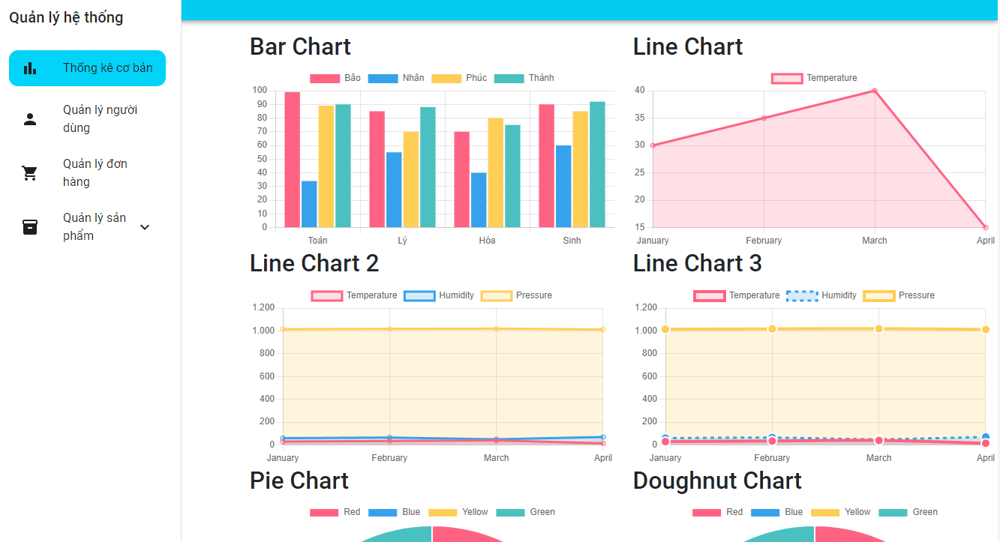 Quản lý hệ thống
Thống kê cơ bản
Quản lý người
dùng
Quản lý đơn
hàng
Quản lý sản
phẩm
Bar Chart
Bảo Nhân Phúc Thành
100
90
80
70
60
50
40
30
20
10
0
Toán Lý Hóa Sinh
Line Chart
Temperature
40
35
30
25
20
15
January February March April
Line Chart 2
Temperature Humidity Pressure
1.200
1.000
800
600
400
200
0
January February March April
Line Chart 3
Temperature Humidity Pressure
1.200
1.000
800
600
400
200
0
January February March April
Pie Chart
Red Blue Yellow Green
Doughnut Chart
Red Blue Yellow Green